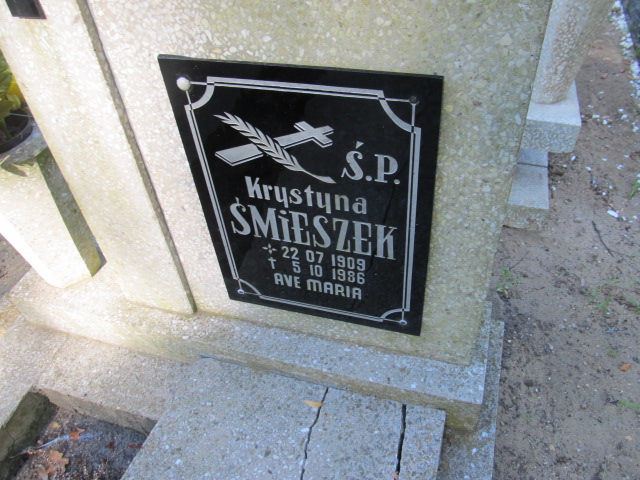 Ś.P.
Krystyna
ŚMiESZEK
22 07 1909
† 5 10 1986
AVE MARIA